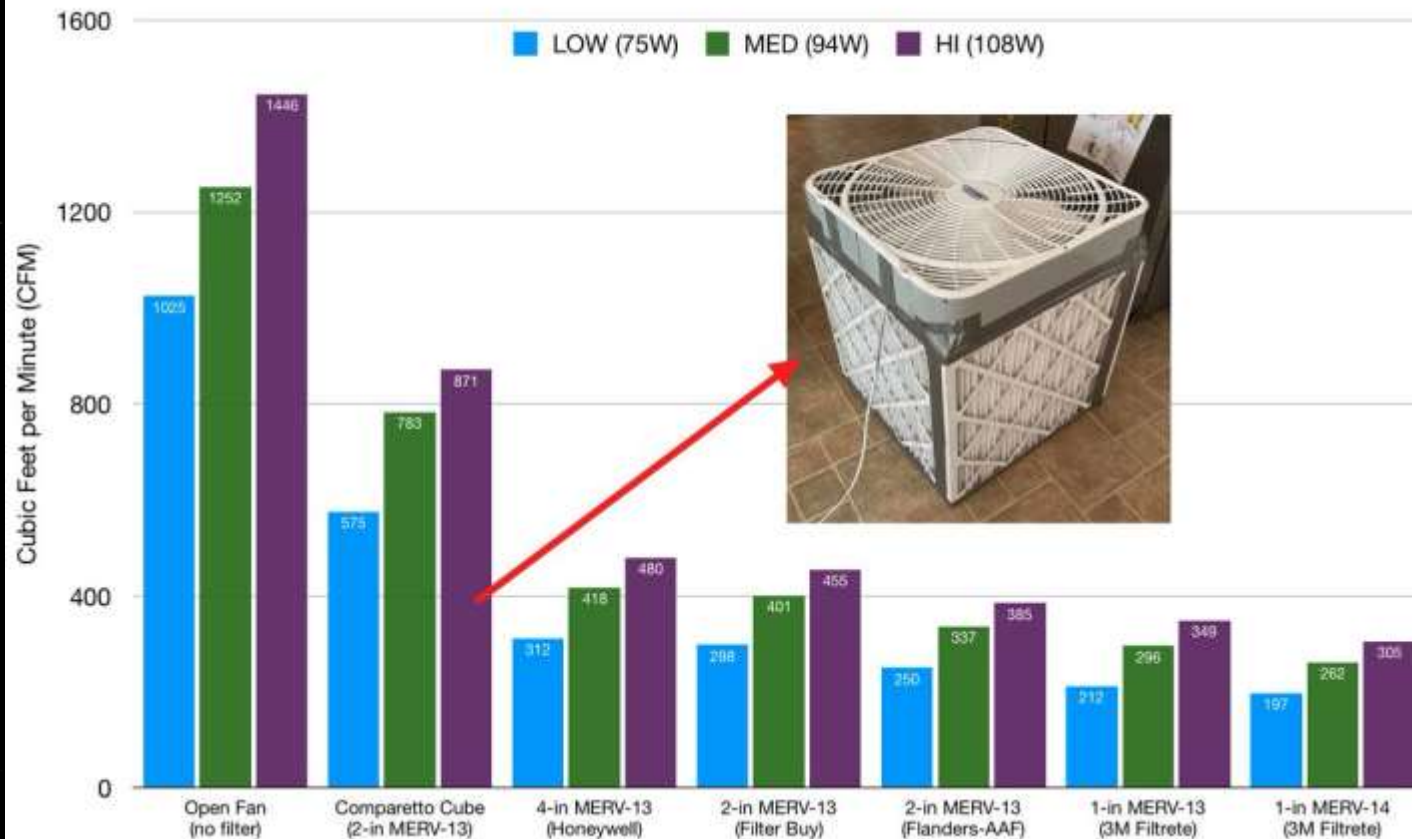 1600
LOW (75W) MED (94W) HI (108W)
1446
1252
1200
1025
Cubic Feet per Minute (CFM)
871
800
783
575
480
455
418
401
400
385
349
337
312
298
296
305
262
250
212
197
0
Open Fan
(no filter)
Comparetto Cube
(2-in MERV-13)
4-in MERV-13
(Honeywell)
2-in MERV-13
(Filter Buy)
2-in MERV-13
(Flanders-AAF)
1-in MERV-13
(3M Filtrete)
1-in MERV-14
(3M Filtrete)